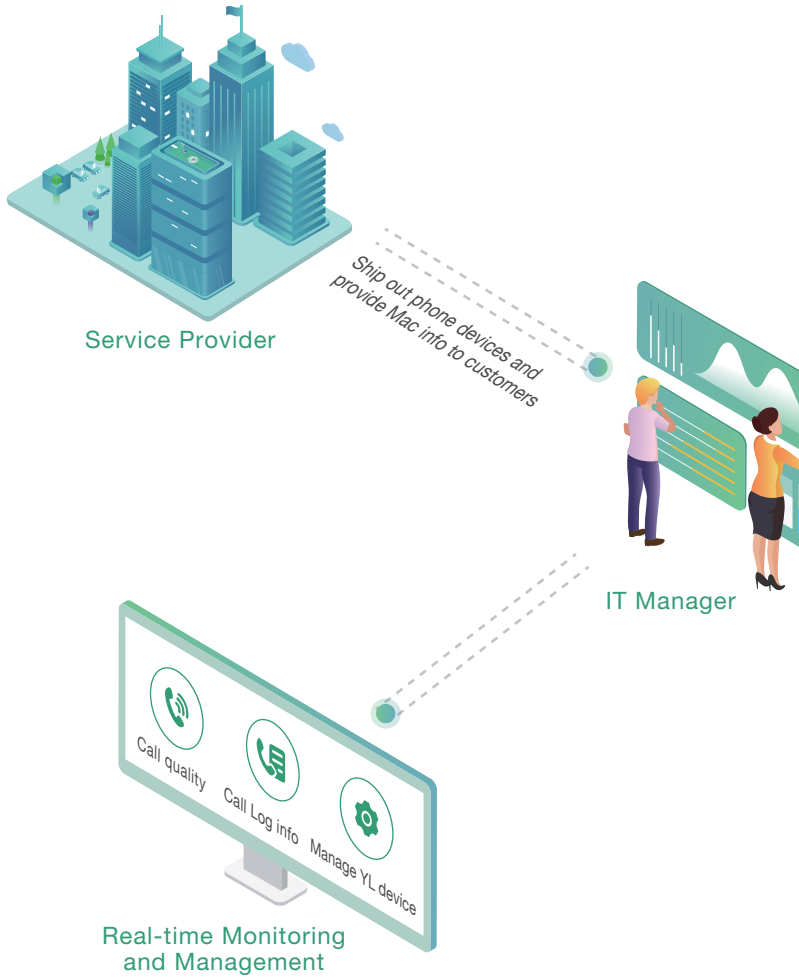 Service Provider
Ship out phone devices and
provide Mac info to customers
IT Manager
Call quality
Call Log info
Manage YL device
Real-time Monitoring
and Management